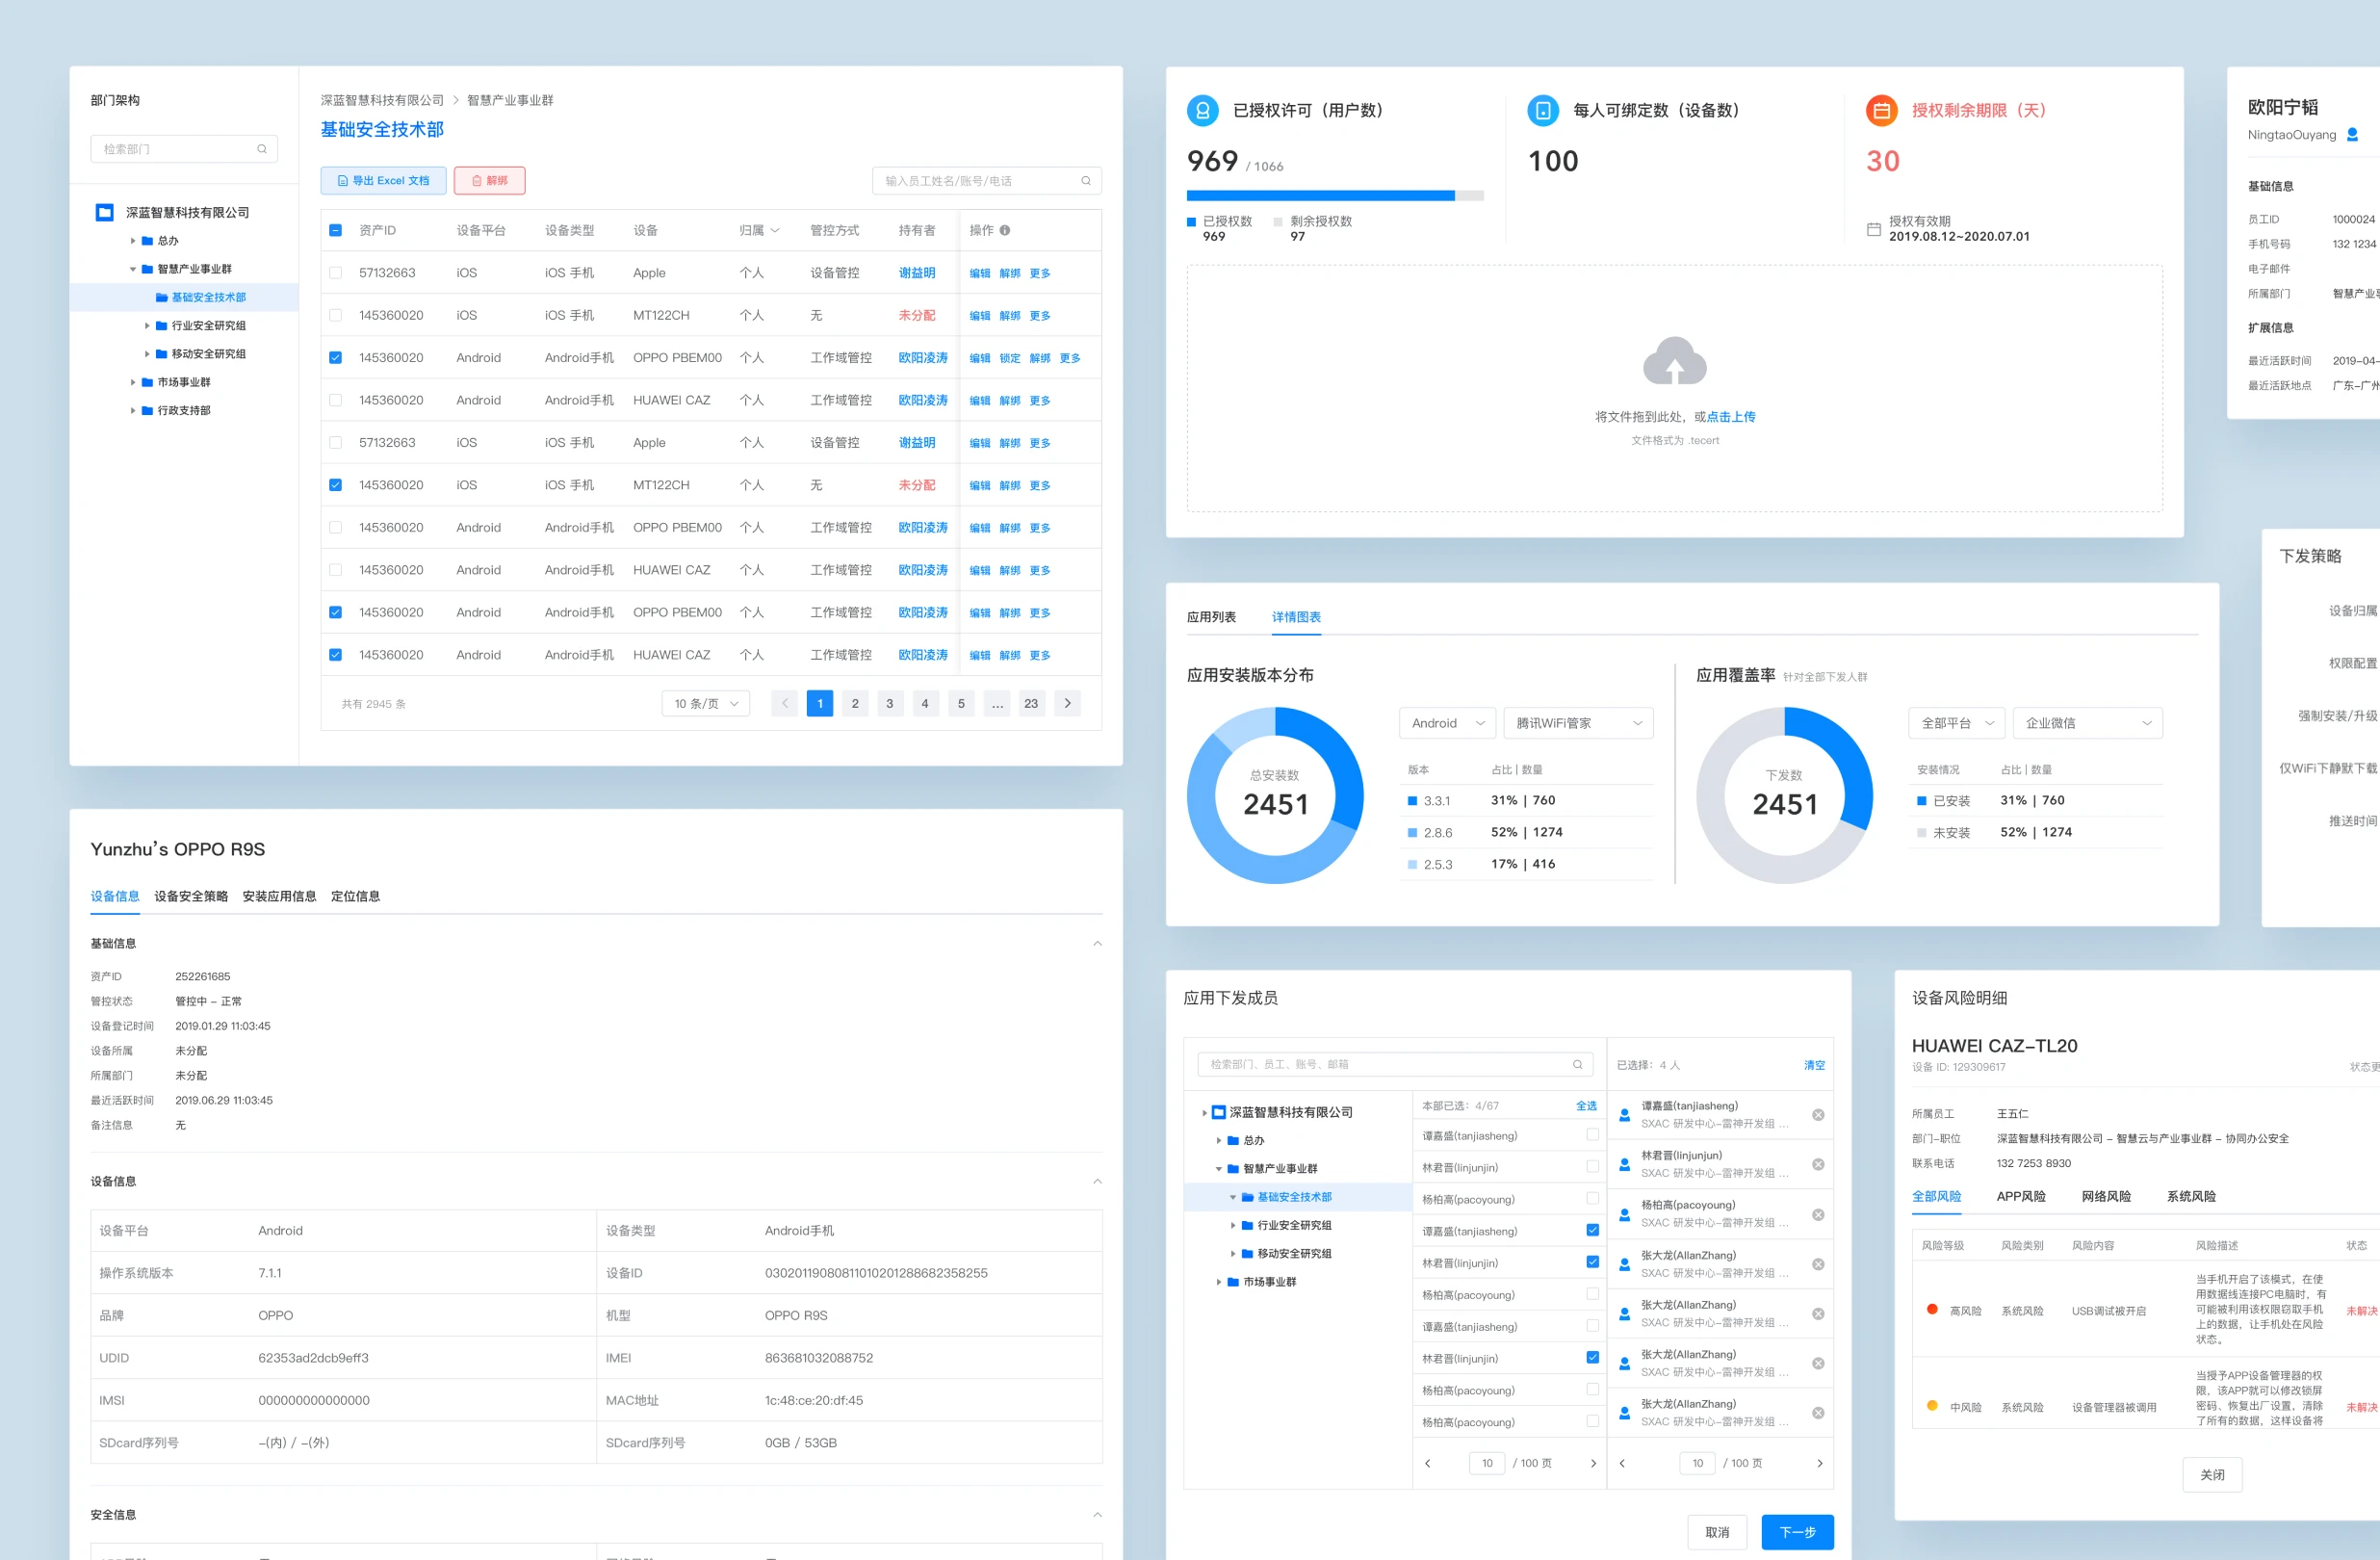 部门架构
检索部门
深蓝智慧科技有限公司
总办
智慧产业事业群
基础安全技术部
行业安全研究组
移动安全研究组
市场事业群
行政支持部
深蓝智慧科技有限公司 > 智慧产业事业群
基础安全技术部
导出 Excel 文档 解绑
输入员工姓名/账号/电话
资产ID 设备平台 设备类型 设备 归属 管控方式 持有者 操作
57132663 iOS iOS 手机 Apple 个人 设备管控 谢益明 编辑 解绑 更多
145360020 iOS iOS 手机 MT122CH 个人 无 未分配 编辑 解绑 更多
145360020 Android Android手机 OPPO PBEM00 个人 工作域管控 欧阳凌涛 编辑 锁定 解绑 更多
145360020 Android Android手机 HUAWEI CAZ 个人 工作域管控 欧阳凌涛 编辑 解绑 更多
57132663 iOS iOS 手机 Apple 个人 设备管控 谢益明 编辑 解绑 更多
145360020 iOS iOS 手机 MT122CH 个人 无 未分配 编辑 解绑 更多
145360020 Android Android手机 OPPO PBEM00 个人 工作域管控 欧阳凌涛 编辑 解绑 更多
145360020 Android Android手机 HUAWEI CAZ 个人 工作域管控 欧阳凌涛 编辑 解绑 更多
145360020 Android Android手机 OPPO PBEM00 个人 工作域管控 欧阳凌涛 编辑 解绑 更多
145360020 Android Android手机 HUAWEI CAZ 个人 工作域管控 欧阳凌涛 编辑 解绑 更多
共有 2945 条 10 条/页 < 1 2 3 4 5 ... 23 >
已授权许可（用户数）
969 / 1066
已授权数 剩余授权数
969 97
每人可绑定数（设备数）
100
授权剩余期限（天）
30
授权有效期
2019.08.12~2020.07.01
将文件拖到此处，或点击上传
文件格式为 .tecert
欧阳宁韬
NingtaoOuyang
基础信息
员工ID 1000024
手机号码 132 1234
电子邮件
所属部门 智慧产业
扩展信息
最近活跃时间 2019-04-
最近活跃地点 广东-广州
应用列表 详情图表
应用安装版本分布
总安装数
2451
Android 腾讯WiFi管家
版本 占比 | 数量
3.3.1 31% | 760
2.8.6 52% | 1274
2.5.3 17% | 416
应用覆盖率 针对全部下发人群
下发数
2451
全部平台 企业微信
安装情况 占比 | 数量
已安装 31% | 760
未安装 52% | 1274
下发策略
设备归属
权限配置
强制安装/升级
仅WiFi下静默下载
推送时间
Yunzhu's OPPO R9S
设备信息 设备安全策略 安装应用信息 定位信息
基础信息
资产ID 252261685
管控状态 管控中 – 正常
设备登记时间 2019.01.29 11:03:45
设备所属 未分配
所属部门 未分配
最近活跃时间 2019.06.29 11:03:45
备注信息 无
设备信息
设备平台 Android 设备类型 Android手机
操作系统版本 7.1.1 设备ID 03020119080811010201288682358255
品牌 OPPO 机型 OPPO R9S
UDID 62353ad2dcb9eff3 IMEI 863681032088752
IMSI 000000000000000 MAC地址 1c:48:ce:20:df:45
SDcard序列号 –(内) / –(外) SDcard序列号 0GB / 53GB
安全信息
应用下发成员
检索部门、员工、账号、邮箱
深蓝智慧科技有限公司
总办
智慧产业事业群
基础安全技术部
行业安全研究组
移动安全研究组
市场事业群
本部已选：4/67 全选
谭嘉盛(tanjiasheng)
林君晋(linjunjin)
杨柏高(pacoyoung)
谭嘉盛(tanjiasheng)
林君晋(linjunjin)
杨柏高(pacoyoung)
谭嘉盛(tanjiasheng)
林君晋(linjunjin)
杨柏高(pacoyoung)
杨柏高(pacoyoung)
< 10 / 100 页 >
已选择：4 人 清空
谭嘉盛(tanjiasheng)
SXAC 研发中心–雷神开发组 ...
林君晋(linjunjun)
SXAC 研发中心–雷神开发组 ...
杨柏高(pacoyoung)
SXAC 研发中心–雷神开发组 ...
张大龙(AllanZhang)
SXAC 研发中心–雷神开发组 ...
张大龙(AllanZhang)
SXAC 研发中心–雷神开发组 ...
张大龙(AllanZhang)
SXAC 研发中心–雷神开发组 ...
张大龙(AllanZhang)
SXAC 研发中心–雷神开发组 ...
< 10 / 100 页 >
取消 下一步
设备风险明细
HUAWEI CAZ–TL20
设备 ID: 129309617 状态更
所属员工 王五仁
部门–职位 深蓝智慧科技有限公司 – 智慧云与产业事业群 – 协同办公安全
联系电话 132 7253 8930
全部风险 APP风险 网络风险 系统风险
风险等级 风险类别 风险内容 风险描述 状态
高风险 系统风险 USB调试被开启 未解决
当手机开启了该模式，在使
用数据线连接PC电脑时，有
可能被利用该权限窃取手机
上的数据，让手机处在风险
状态。
中风险 系统风险 设备管理器被调用 未解决
当授予APP设备管理器的权
限，该APP就可以修改锁屏
密码、恢复出厂设置，清除
了所有的数据，这样设备将
关闭